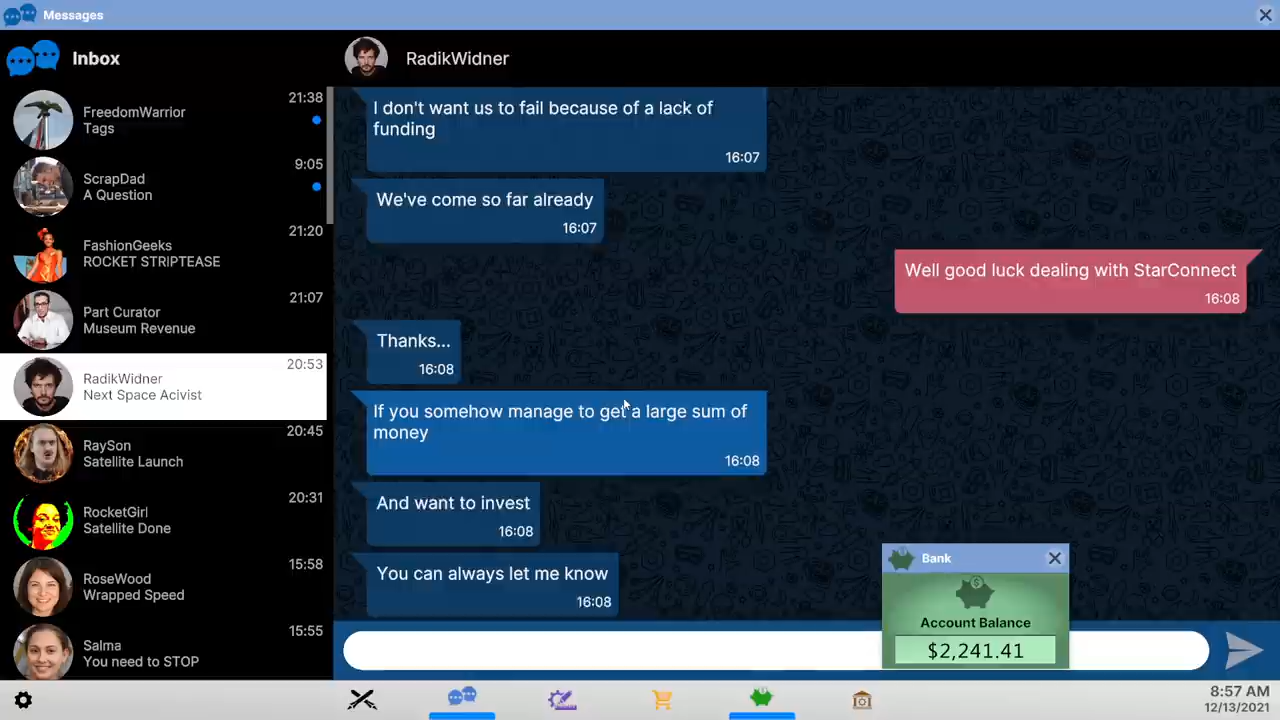 Messages
Inbox
FreedomWarrior
Tags
21:38
ScrapDad
A Question
9:05
FashionGeeks
ROCKET STRIPTEASE
21:20
Part Curator
Museum Revenue
21:07
RadikWidner
Next Space Acivist
20:53
RaySon
Satellite Launch
20:45
RocketGirl
Satellite Done
20:31
RoseWood
Wrapped Speed
15:58
Salma
You need to STOP
15:55
RadikWidner
I don't want us to fail because of a lack of
funding
16:07
We've come so far already
16:07
Well good luck dealing with StarConnect
16:08
Thanks...
16:08
If you somehow manage to get a large sum of
money
16:08
And want to invest
16:08
You can always let me know
16:08
Bank
Account Balance
$2,241.41
8:57 AM
12/13/2021